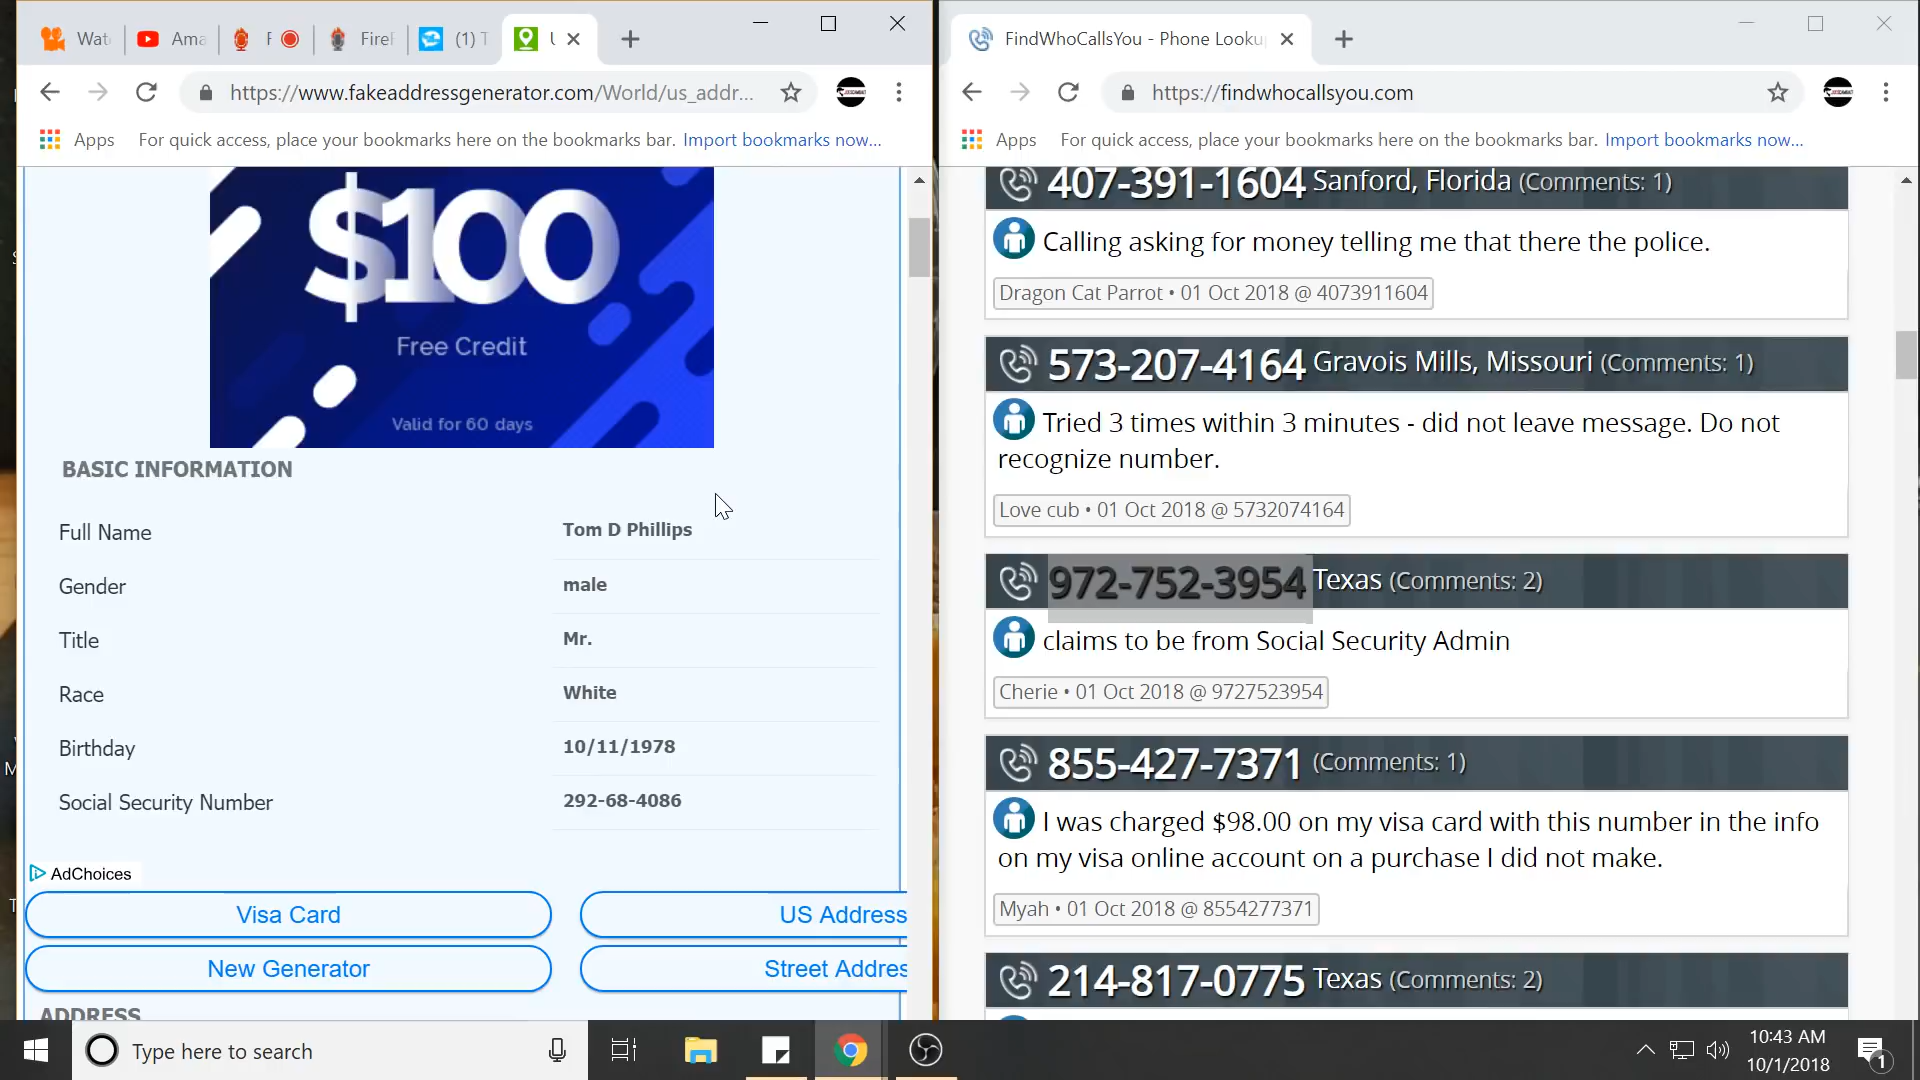 Wat
Ama
F
FireF
(1) T
U
https://www.fakeaddressgenerator.com/World/us_addr...
Apps
For quick access, place your bookmarks here on the bookmarks bar. Import bookmarks now...
$100
Free Credit
Valid for 60 days
BASIC INFORMATION
Full Name Tom D Phillips
Gender male
Title Mr.
Race White
Birthday 10/11/1978
Social Security Number 292-68-4086
AdChoices
Visa Card US Address
New Generator Street Addres
ADDRESS
FindWhoCallsYou - Phone Looku
https://findwhocallsyou.com
Apps
For quick access, place your bookmarks here on the bookmarks bar. Import bookmarks now...
407-391-1604 Sanford, Florida (Comments: 1)
Calling asking for money telling me that there the police.
Dragon Cat Parrot • 01 Oct 2018 @ 4073911604
573-207-4164 Gravois Mills, Missouri (Comments: 1)
Tried 3 times within 3 minutes - did not leave message. Do not
recognize number.
Love cub • 01 Oct 2018 @ 5732074164
972-752-3954 Texas (Comments: 2)
claims to be from Social Security Admin
Cherie • 01 Oct 2018 @ 9727523954
855-427-7371 (Comments: 1)
I was charged $98.00 on my visa card with this number in the info
on my visa online account on a purchase I did not make.
Myah • 01 Oct 2018 @ 8554277371
214-817-0775 Texas (Comments: 2)
Type here to search
10:43 AM
10/1/2018
1